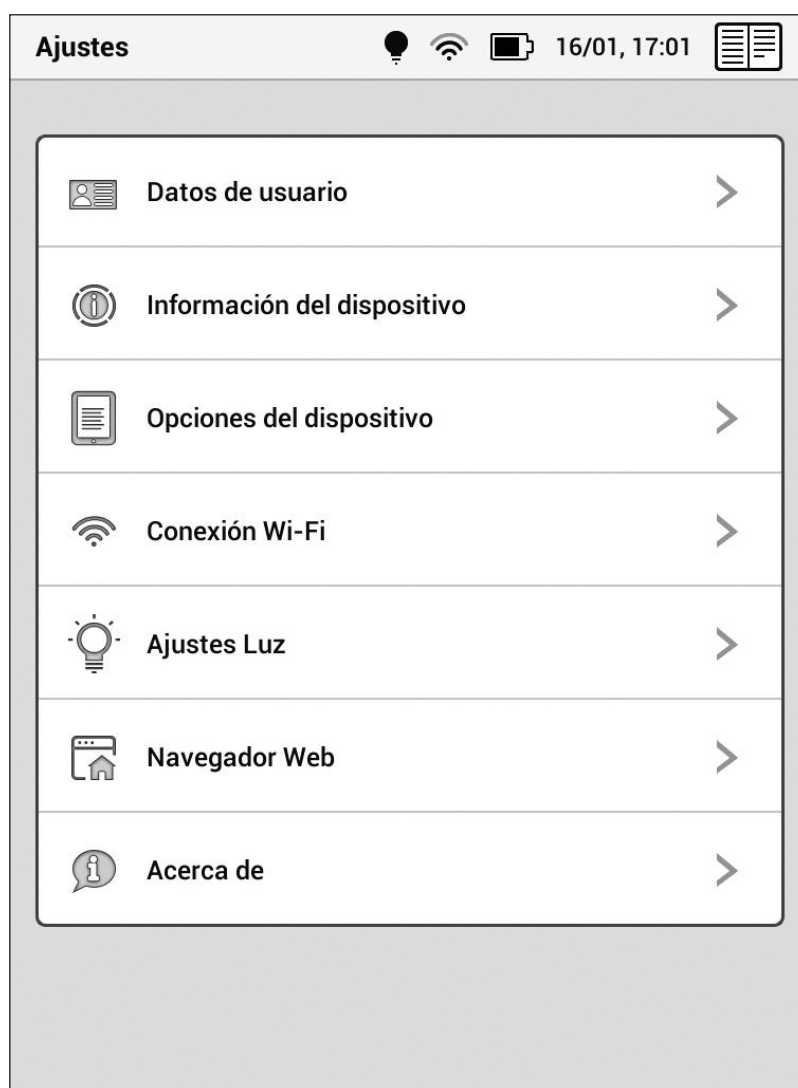 Ajustes 16/01, 17:01
Datos de usuario
Información del dispositivo
Opciones del dispositivo
Conexión Wi-Fi
Ajustes Luz
Navegador Web
Acerca de